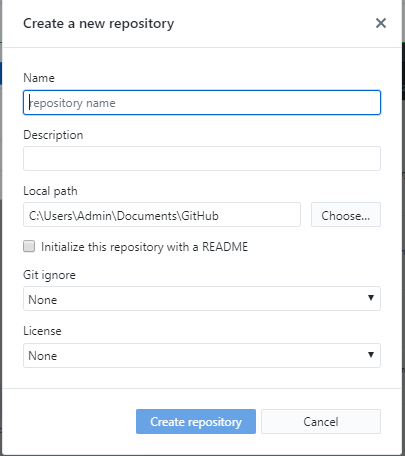 Create a new repository
Name
repository name
Description
Local path
C:\Users\Admin\Documents\GitHub
Choose...
Initialize this repository with a README
Git ignore
None
License
None
Create repository
Cancel